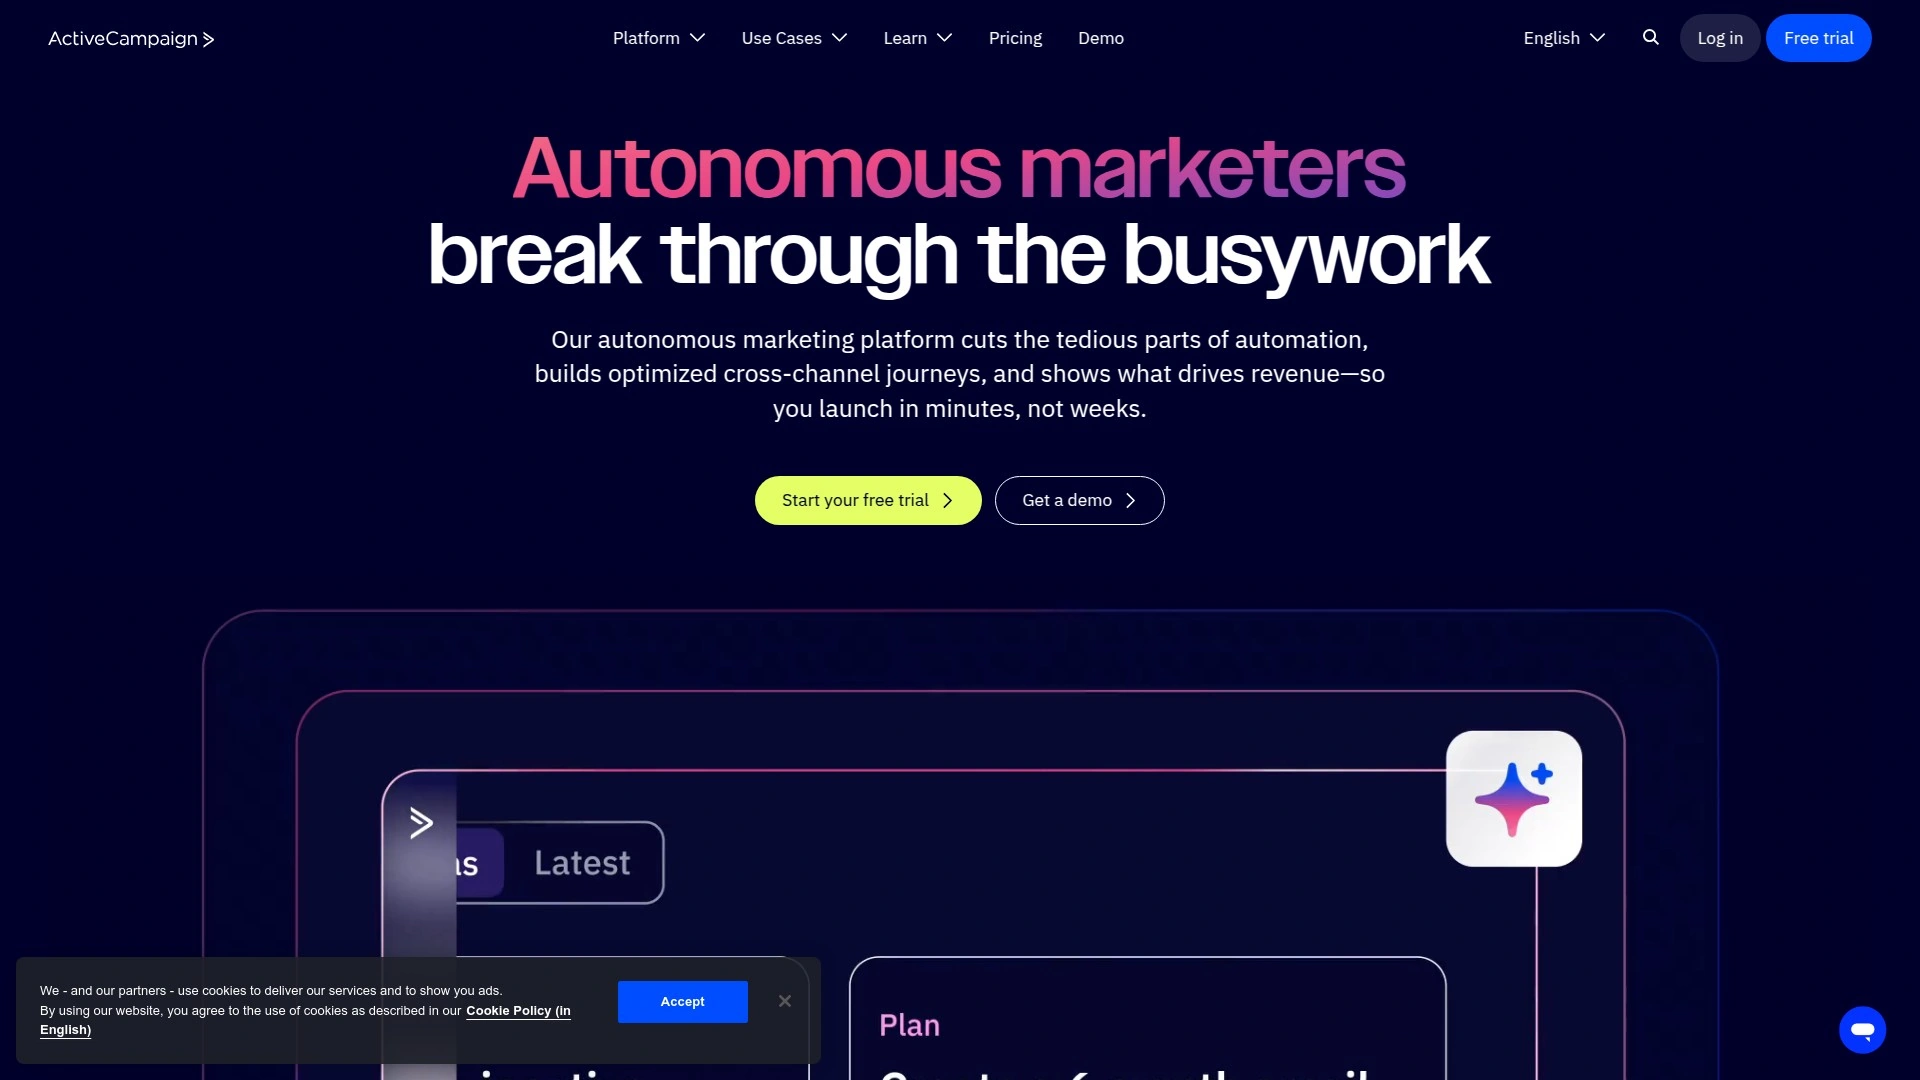 ActiveCampaign
Platform
Use Cases
Learn
Pricing
Demo
English
Log in
Free trial
Autonomous marketers
break through the busywork
Our autonomous marketing platform cuts the tedious parts of automation,
builds optimized cross-channel journeys, and shows what drives revenue—so
you launch in minutes, not weeks.
Start your free trial
Get a demo
Latest
We - and our partners - use cookies to deliver our services and to show you ads.
By using our website, you agree to the use of cookies as described in our Cookie Policy (in
English)
Accept
Plan